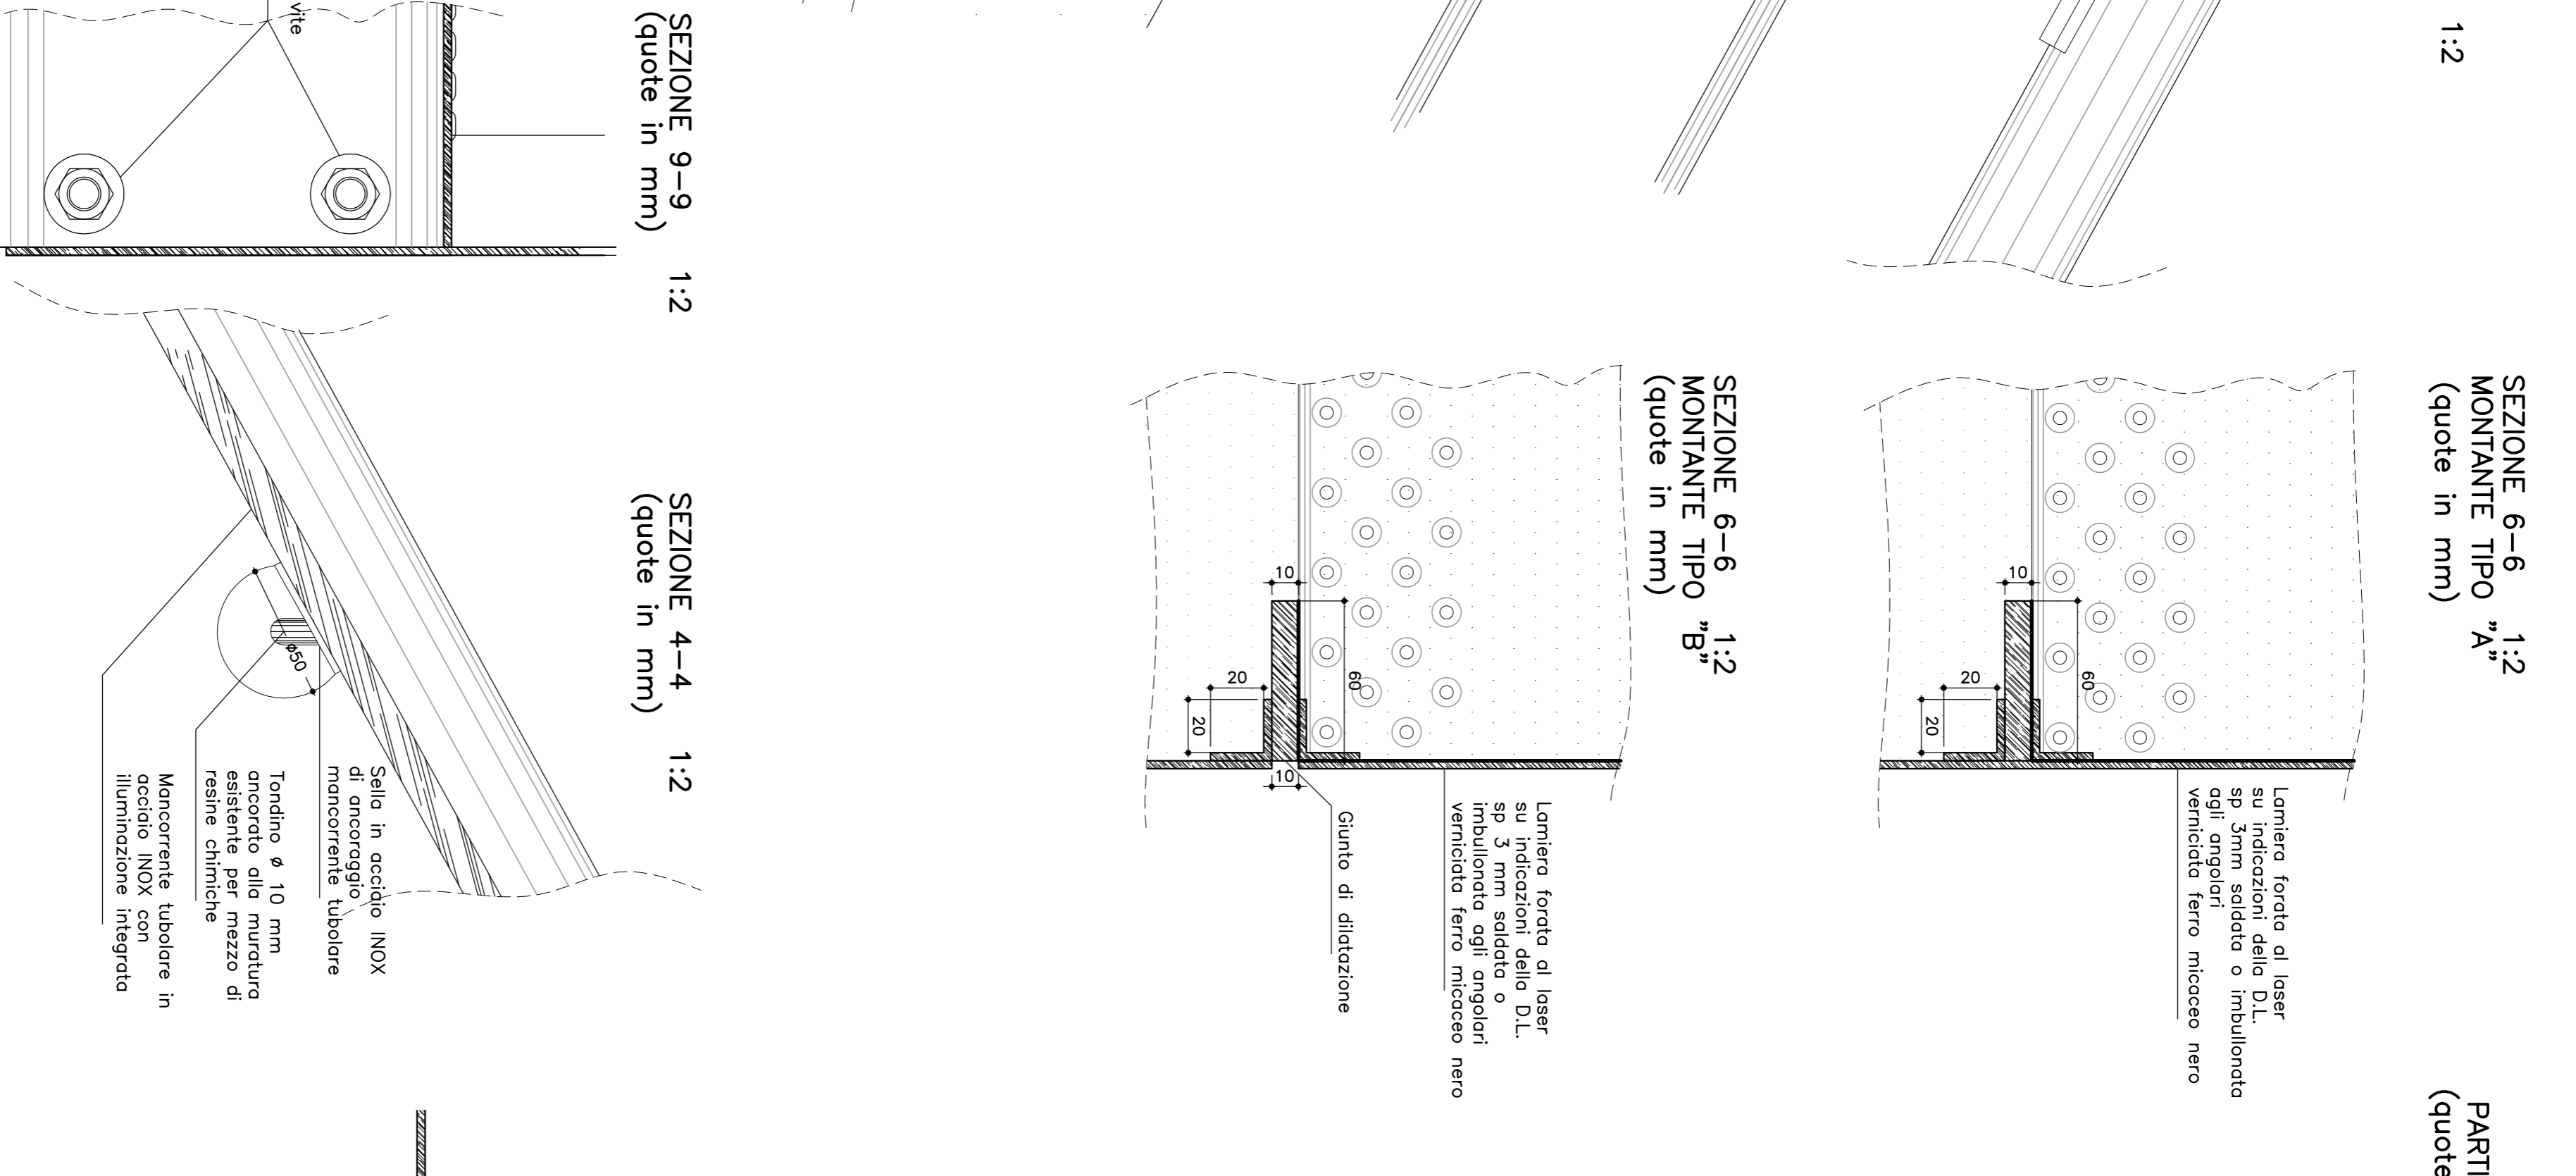 1:2
SEZIONE 6-6 1:2
MONTANTE TIPO "A"
(quote in mm)
10
60
20
20
Lamiera forata al laser
su indicazioni della D.L.
sp 3mm saldata o imbullonata
agli angolari
verniciata ferro micaceo nero
PARTI
(quote
SEZIONE 6-6 1:2
MONTANTE TIPO "B"
(quote in mm)
10
60
20
20
10
Lamiera forata al laser
su indicazioni della D.L.
sp 3 mm saldata o
imbullonata agli angolari
verniciata ferro micaceo nero
Giunto di dilatazione
SEZIONE 9-9 1:2
(quote in mm)
vite
SEZIONE 4-4 1:2
(quote in mm)
ø50
Sella in acciaio INOX
di ancoraggio
mancorrente tubolare
Tondino ø 10 mm
ancorato alla muratura
esistente per mezzo di
resine chimiche
Mancorrente tubolare in
acciaio INOX con
illuminazione integrata